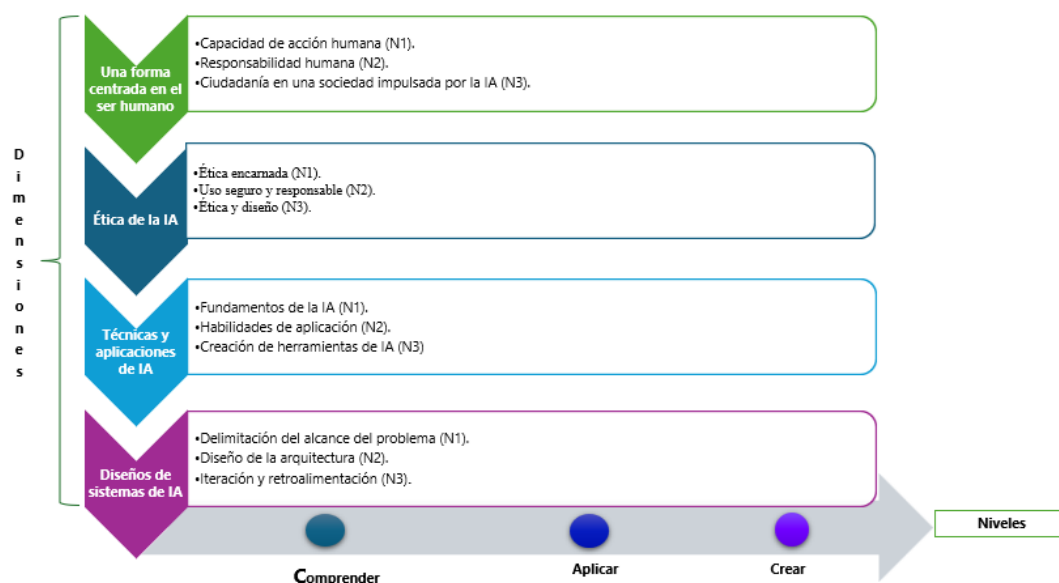 Dimensiones
Una forma
centrada en el
ser humano
•Capacidad de acción humana (N1).
•Responsabilidad humana (N2).
•Ciudadanía en una sociedad impulsada por la IA (N3).
Ética de la IA
•Ética encarnada (N1).
•Uso seguro y responsable (N2).
•Ética y diseño (N3).
Técnicas y
aplicaciones
de IA
•Fundamentos de la IA (N1).
•Habilidades de aplicación (N2).
•Creación de herramientas de IA (N3)
Diseños de
sistemas de IA
•Delimitación del alcance del problema (N1).
•Diseño de la arquitectura (N2).
•Iteración y retroalimentación (N3).
Niveles
Comprender
Aplicar
Crear